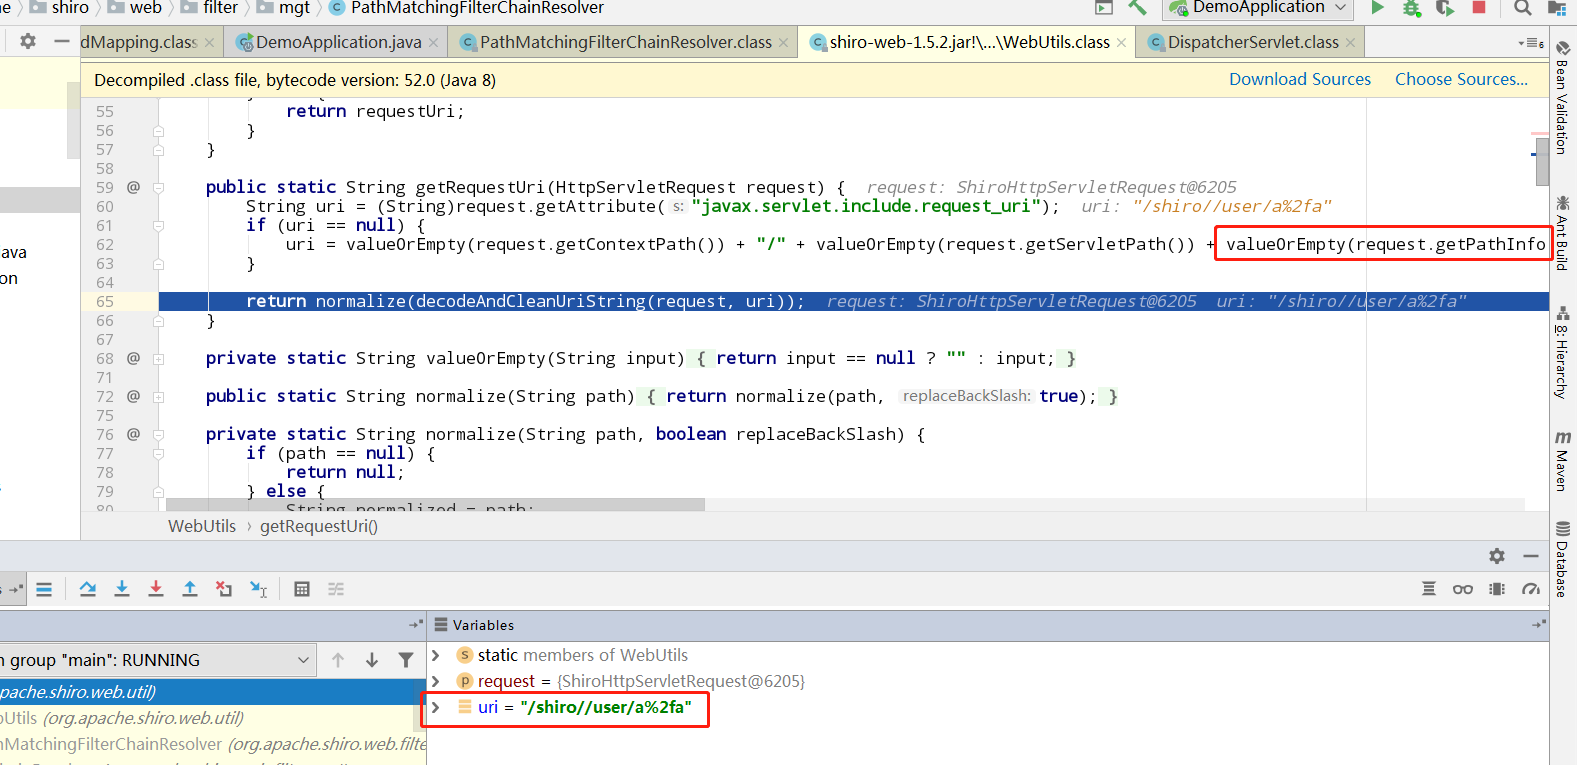 shiro web filter mgt PathMatchingFilterChainResolver DemoApplication
dMapping.class DemoApplication.java PathMatchingFilterChainResolver.class shiro-web-1.5.2.jar!\...\WebUtils.class DispatcherServlet.class
Decompiled .class file, bytecode version: 52.0 (Java 8) Download Sources Choose Sources...
55 return requestUri;
56 }
57 }
58
59 @ public static String getRequestUri(HttpServletRequest request) { request: ShiroHttpServletRequest@6205
60 String uri = (String)request.getAttribute( s: "javax.servlet.include.request_uri"); uri: "/shiro//user/a%2fa"
61 if (uri == null) {
62 uri = valueOrEmpty(request.getContextPath()) + "/" + valueOrEmpty(request.getServletPath()) + valueOrEmpty(request.getPathInfo
63 }
64
65 return normalize(decodeAndCleanUriString(request, uri)); request: ShiroHttpServletRequest@6205 uri: "/shiro//user/a%2fa"
66 }
67
68 @ private static String valueOrEmpty(String input) { return input == null ? "" : input; }
71
72 @ public static String normalize(String path) { return normalize(path, replaceBackSlash: true); }
75
76 @ private static String normalize(String path, boolean replaceBackSlash) {
77 if (path == null) {
78 return null;
79 } else {
80 String normalized = path;
WebUtils › getRequestUri()
ava
on
Bean Validation
Ant Build
8: Hierarchy
Maven
Database
Variables
n group "main": RUNNING
pache.shiro.web.util)
oUtils (org.apache.shiro.web.util)
hMatchingFilterChainResolver (org.apache.shiro.web.filte
static members of WebUtils
request = {ShiroHttpServletRequest@6205}
uri = "/shiro//user/a%2fa"